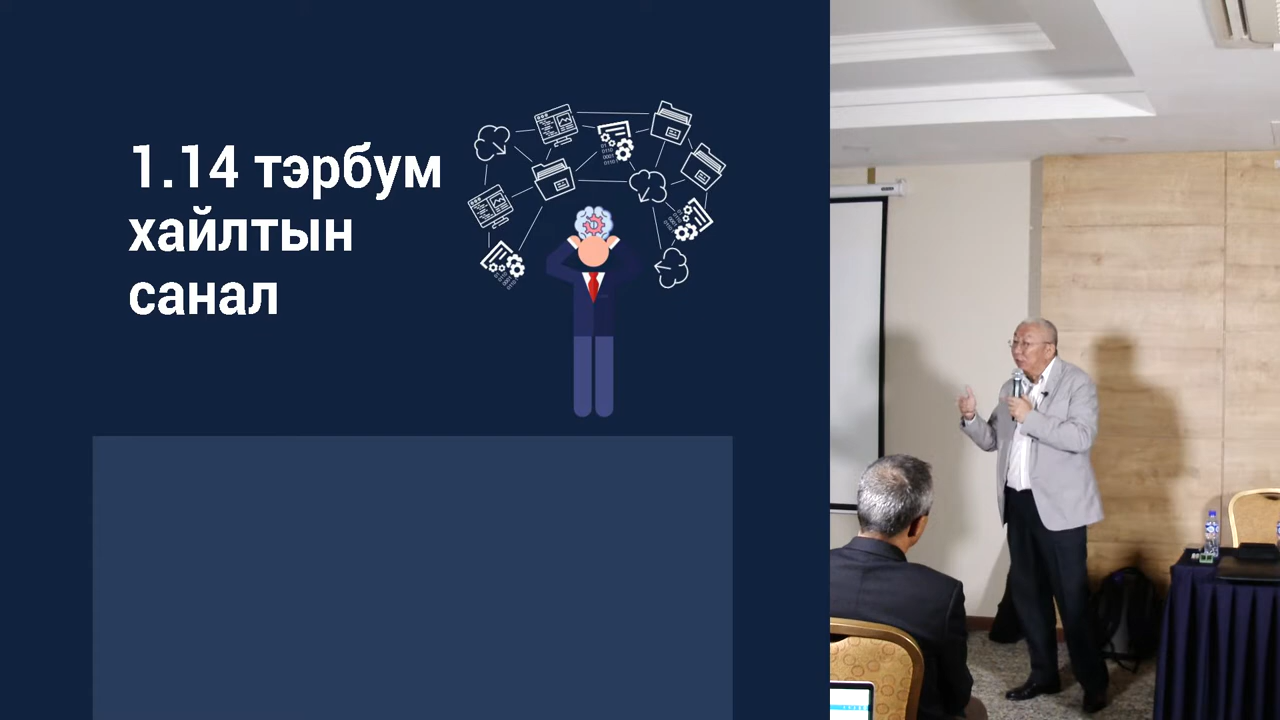 1.14 тэрбум
хайлтын
санал